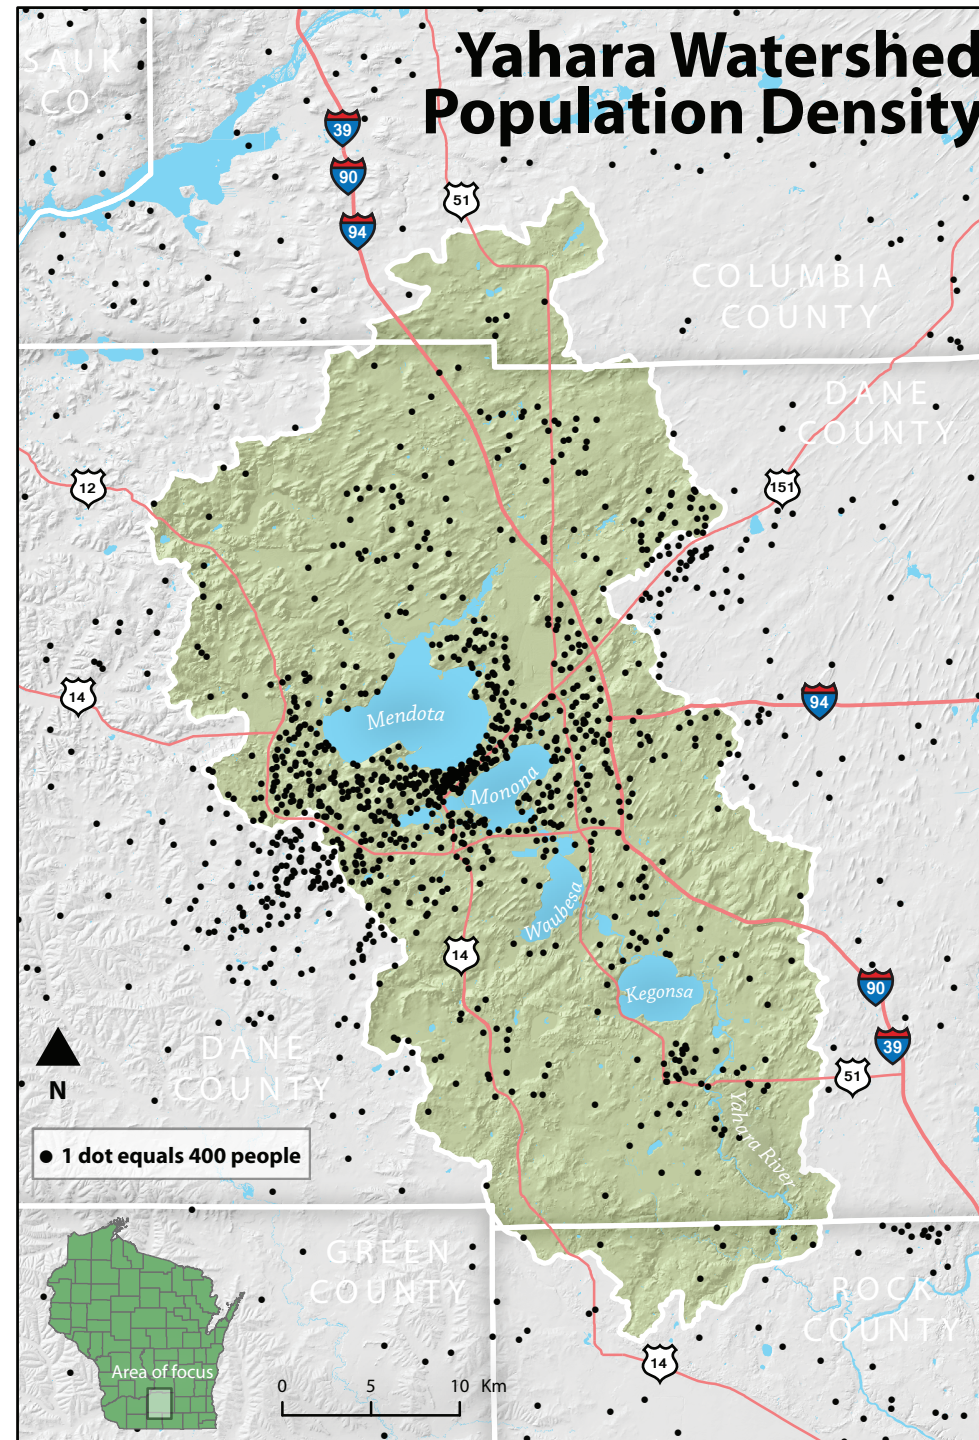 Yahara Watershed
Population Density
SAUK
CO.
39
90
94
51
COLUMBIA
COUNTY
DANE
COUNTY
12
151
14
94
Mendota
Monona
Waubesa
14
Kegonsa
90
39
51
N
DANE
COUNTY
Yahara River
1 dot equals 400 people
GREEN
COUNTY
ROCK
COUNTY
Area of focus
0 5 10 Km
14